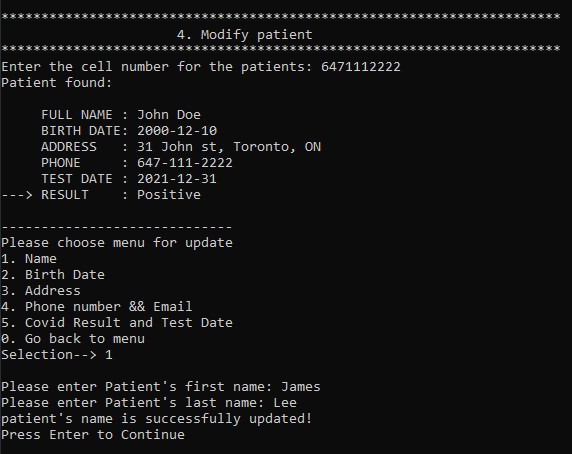 **********************************************************************
4. Modify patient
**********************************************************************
Enter the cell number for the patients: 6471112222
Patient found:
FULL NAME : John Doe
BIRTH DATE: 2000-12-10
ADDRESS   : 31 John st, Toronto, ON
PHONE     : 647-111-2222
TEST DATE : 2021-12-31
---> RESULT    : Positive
-----------------------------
Please choose menu for update
1. Name
2. Birth Date
3. Address
4. Phone number && Email
5. Covid Result and Test Date
0. Go back to menu
Selection--> 1
Please enter Patient's first name: James
Please enter Patient's last name: Lee
patient's name is successfully updated!
Press Enter to Continue